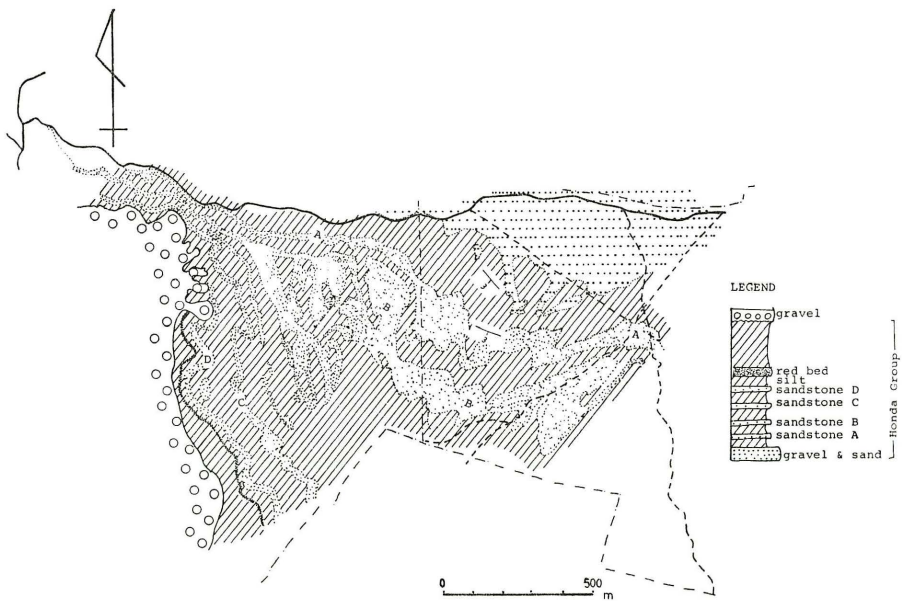 A
B
A
D
C
B
LEGEND
gravel
red bed
silt
sandstone D
sandstone C
sandstone B
sandstone A
gravel & sand
Honda Group
0 500
m